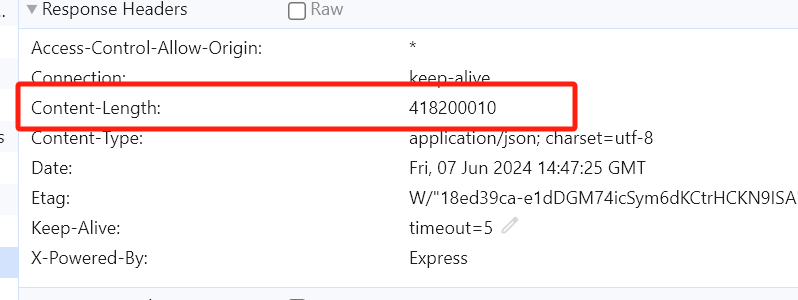 Response Headers Raw
Access-Control-Allow-Origin: *
Connection: keep-alive
Content-Length: 418200010
Content-Type: application/json; charset=utf-8
Date: Fri, 07 Jun 2024 14:47:25 GMT
Etag: W/"18ed39ca-e1dDGM74icSym6dKCtrHCKN9ISA
Keep-Alive: timeout=5
X-Powered-By: Express